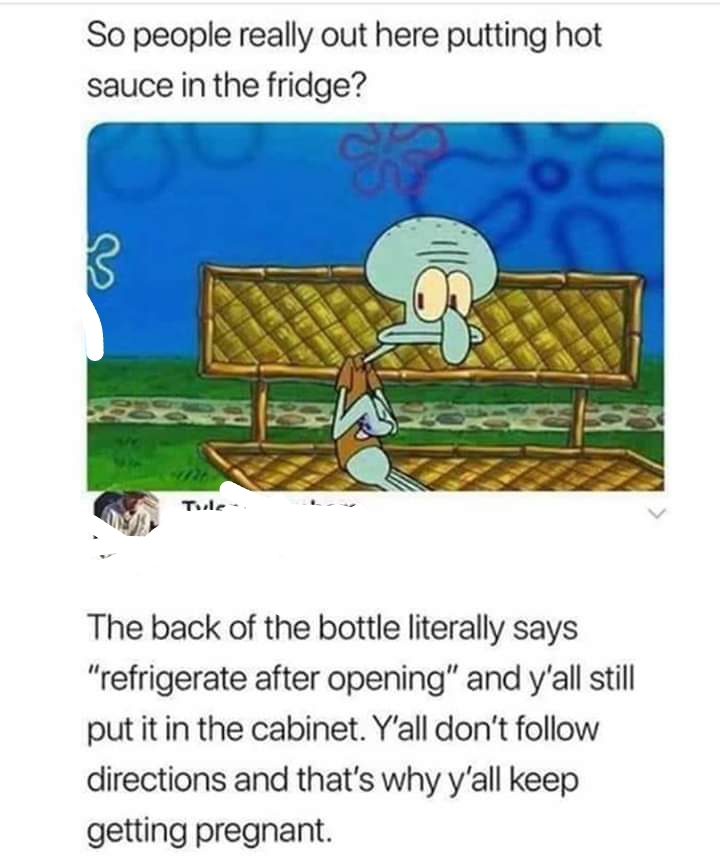 So people really out here putting hot
sauce in the fridge?
The back of the bottle literally says
"refrigerate after opening" and y'all still
put it in the cabinet. Y'all don't follow
directions and that's why y'all keep
getting pregnant.